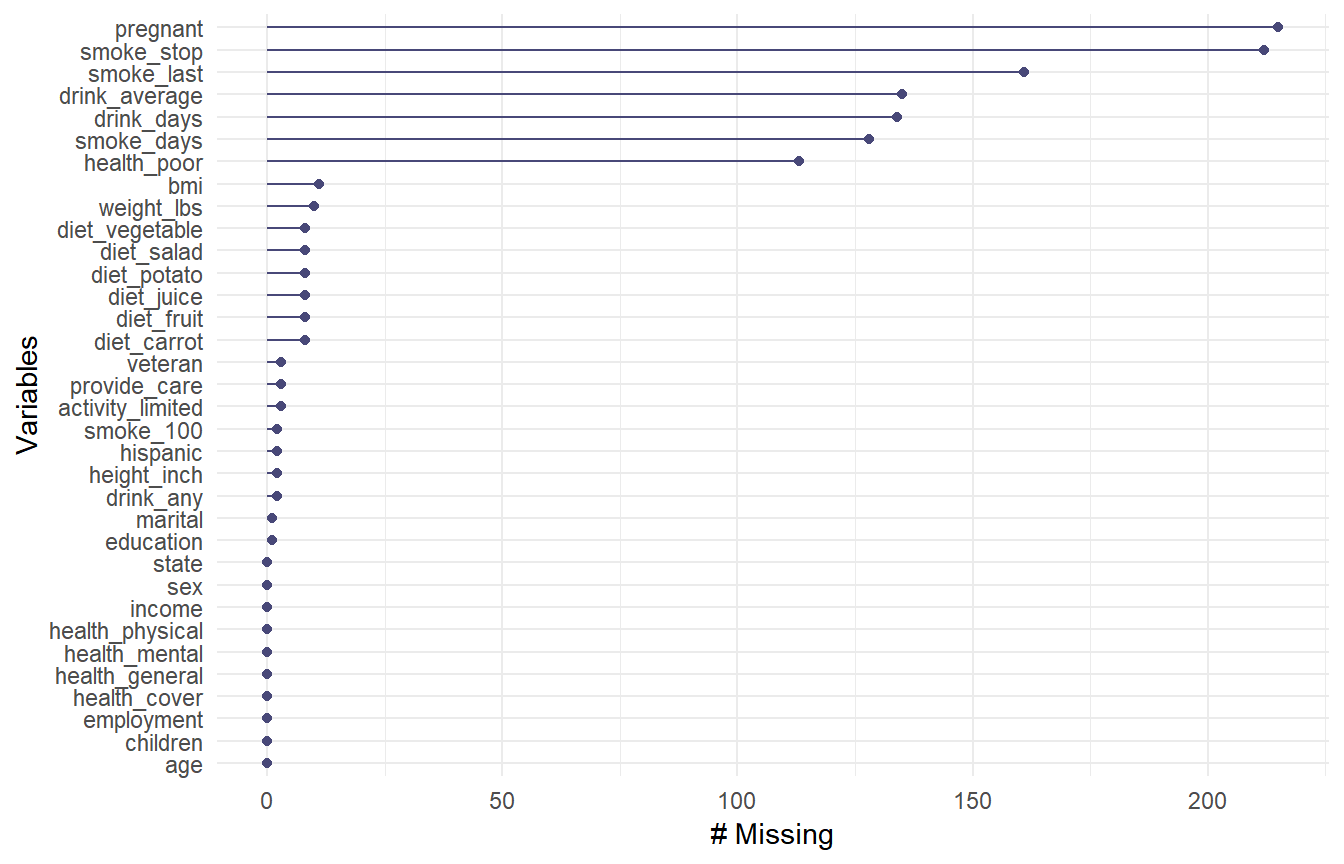 pregnant
smoke_stop
smoke_last
drink_average
drink_days
smoke_days
health_poor
bmi
weight_lbs
diet_vegetable
diet_salad
diet_potato
diet_juice
diet_fruit
diet_carrot
veteran
provide_care
activity_limited
smoke_100
hispanic
height_inch
drink_any
marital
education
state
sex
income
health_physical
health_mental
health_general
health_cover
employment
children
age
Variables
0 50 100 150 200
# Missing